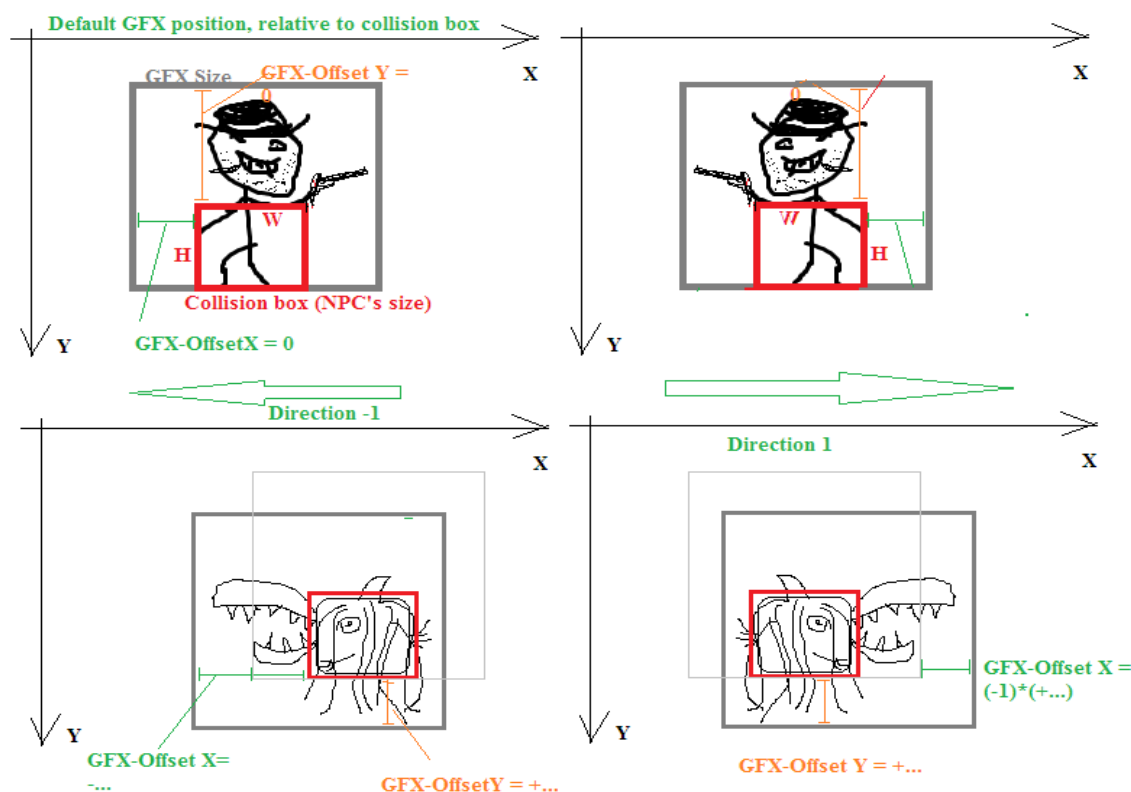 Default GFX position, relative to collision box
X
X
GFX Size
GFX-Offset Y =
0
0
W
W
H
H
Collision box (NPC's size)
GFX-OffsetX = 0
Y
Y
Direction -1
Direction 1
X
X
GFX-Offset X =
(-1)*(+...)
Y
Y
GFX-Offset X=
-...
GFX-OffsetY = +...
GFX-Offset Y = +...